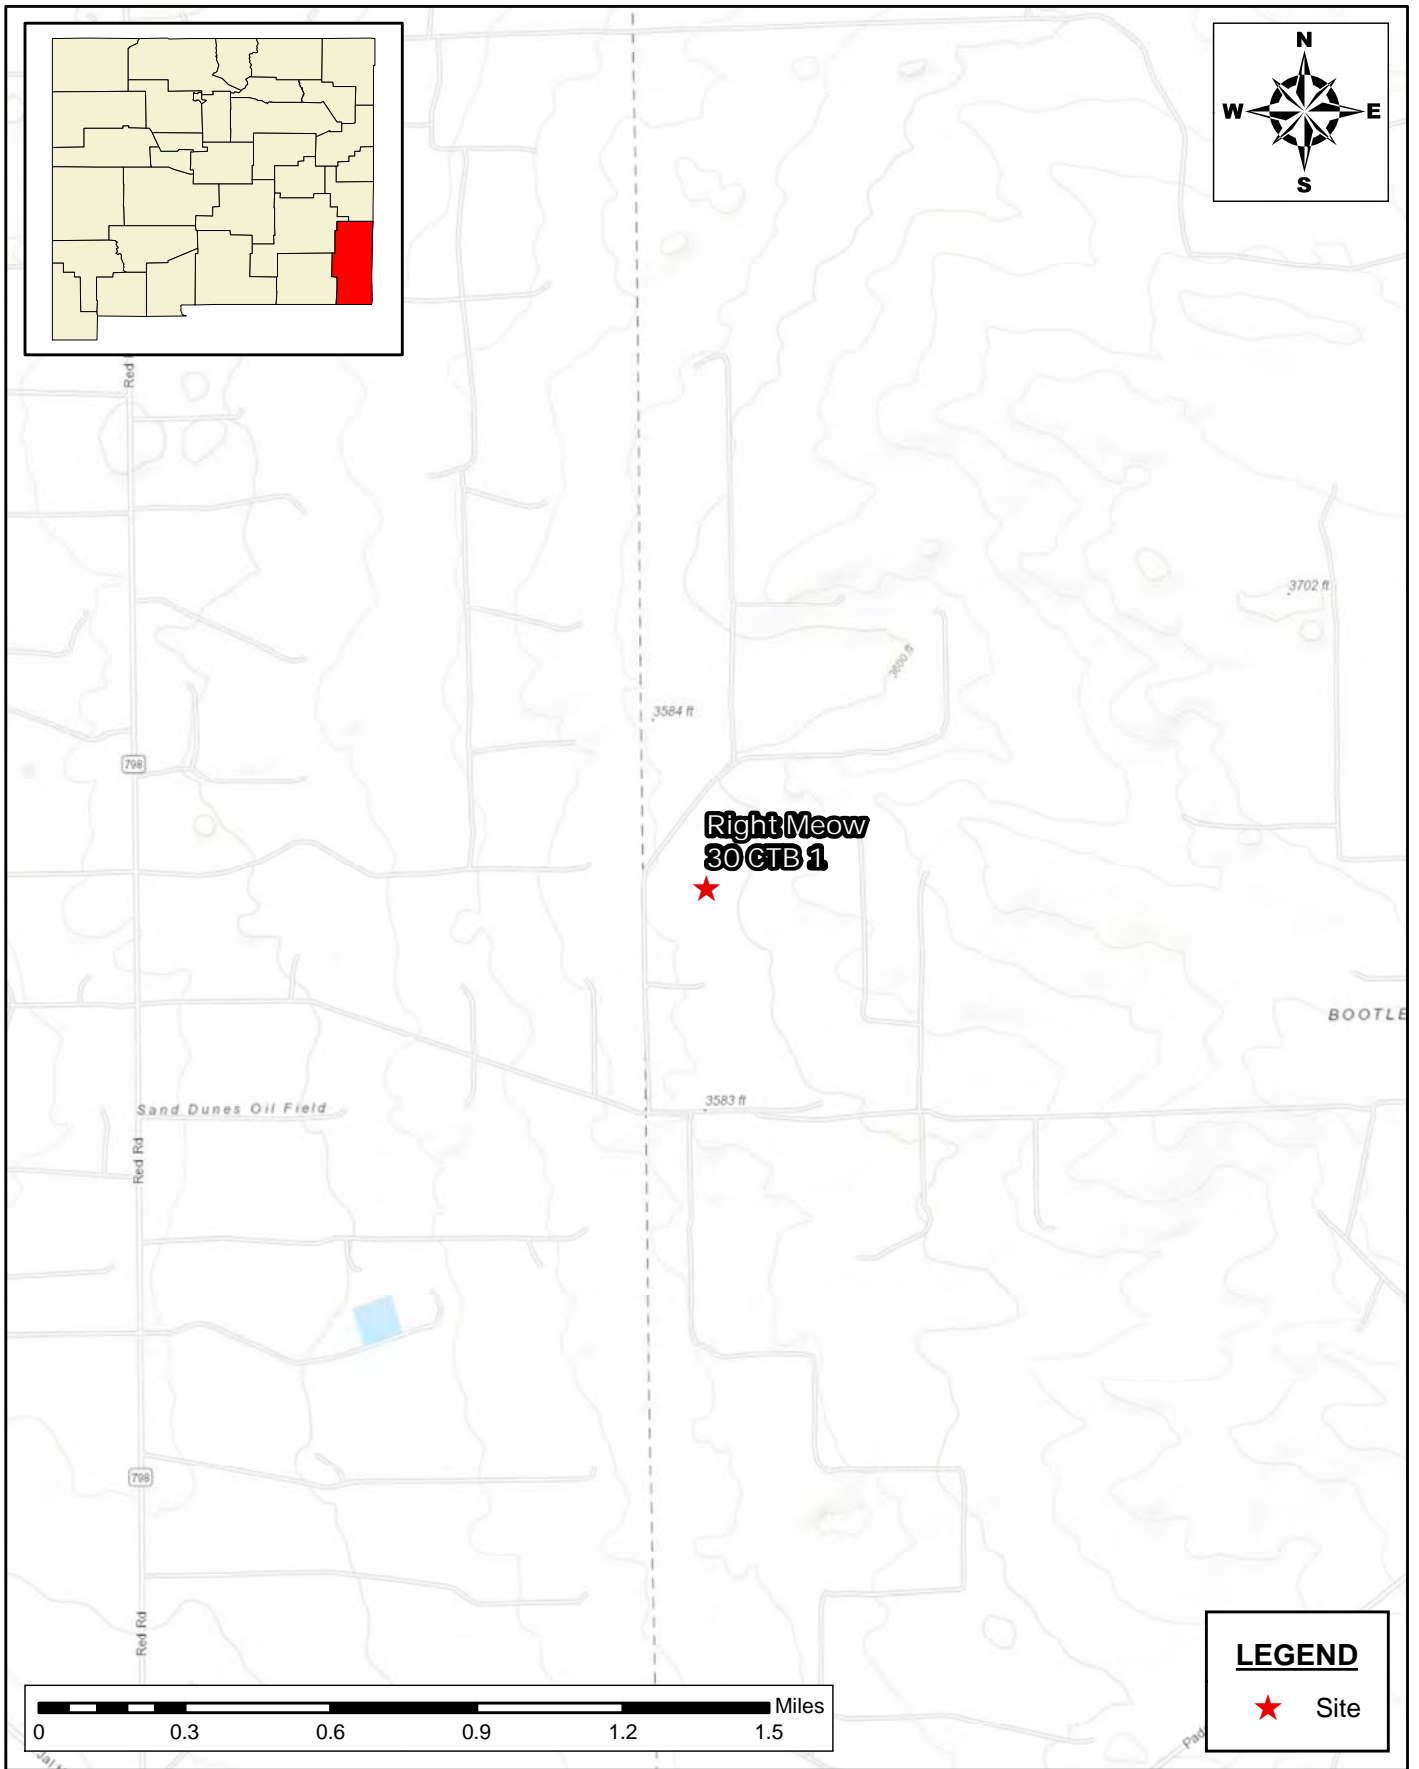 N
W E
S
Red
3702 ft
3600 ft
3584 ft
798
Right Meow
30 CTB 1
BOOTLE
3583 ft
Sand Dunes Oil Field
Red Rd
798
Red Rd
LEGEND
Site
Miles
0 0.3 0.6 0.9 1.2 1.5